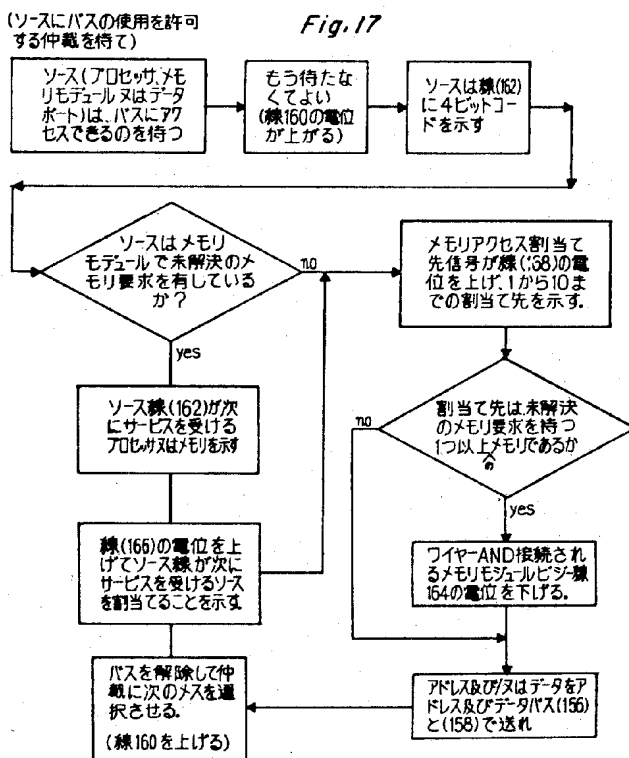 (ソースにバスの使用を許可
する仲裁を待て)
Fig.17
ソース(プロセッサ、メモ
リモデュール又はデータ
ポート)は、バスにアク
セスできるのを待つ
もう待たな
くてよい
(線160の電位
が上がる)
ソースは線(162)
に4ビットコー
ドを示す
ソースはメモリ
モデュールで未解決のメ
モリ要求を有している
か?
no
yes
メモリアクセス割当て
先信号が線(168)の電
位を上げ、1から10ま
での割当て先を示す.
ソース線(162)が次
にサービスを受ける
プロセッサ又はメモリを示す
割当て先は未解決
のメモリ要求を持つ
1つ以上のメモリであるか
no
yes
線(166)の電位を上
げてソース線が次に
サービスを受けるソース
を割当てることを示す.
ワイヤーAND接続され
るメモリモジュールビジー線
164の電位を下げる.
バスを解除して仲
裁に次のメスを選
択させる.
(線160を上げる)
アドレス及び/又はデータをア
ドレス及びデータバス(156)
と(158)で送れ